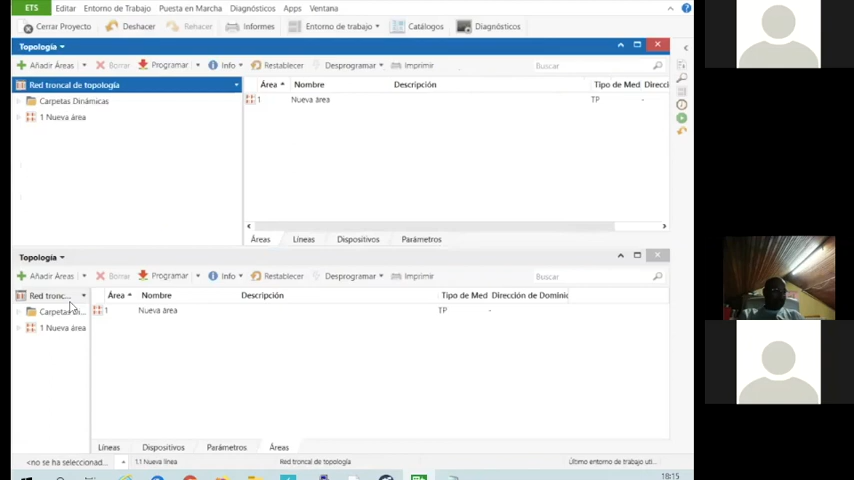 ETS Editar Entorno de Trabajo Puesta en Marcha Diagnósticos Apps Ventana
Cerrar Proyecto Deshacer Rehacer Informes Entorno de trabajo Catálogos Diagnósticos
Topología
Añadir Áreas Borrar Programar Info Restablecer Desprogramar Imprimir Buscar
Red troncal de topología Área Nombre Descripción Tipo de Med Direcci
Carpetas Dinámicas 1 Nueva área TP -
1 Nueva área
Áreas Líneas Dispositivos Parámetros
Topología
Añadir Áreas Borrar Programar Info Restablecer Desprogramar Imprimir Buscar
Red tronc... Área Nombre Descripción Tipo de Med Dirección de Dominic
Carpetas Di... 1 Nueva área TP -
1 Nueva área
Líneas Dispositivos Parámetros Áreas
<no se ha seleccionad... 1.1 Nueva línea Red troncal de topología Último entorno de trabajo uti...
18:15